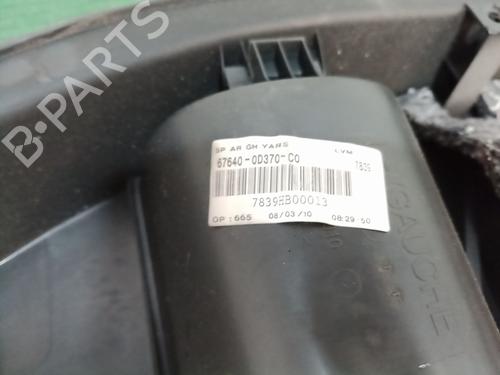 B-PARTS
SP AR GH YARS LVM
67640-0D370-C0 7839
7839HB00013
OP:665 08/03/10 08:29:50
GAUCHE